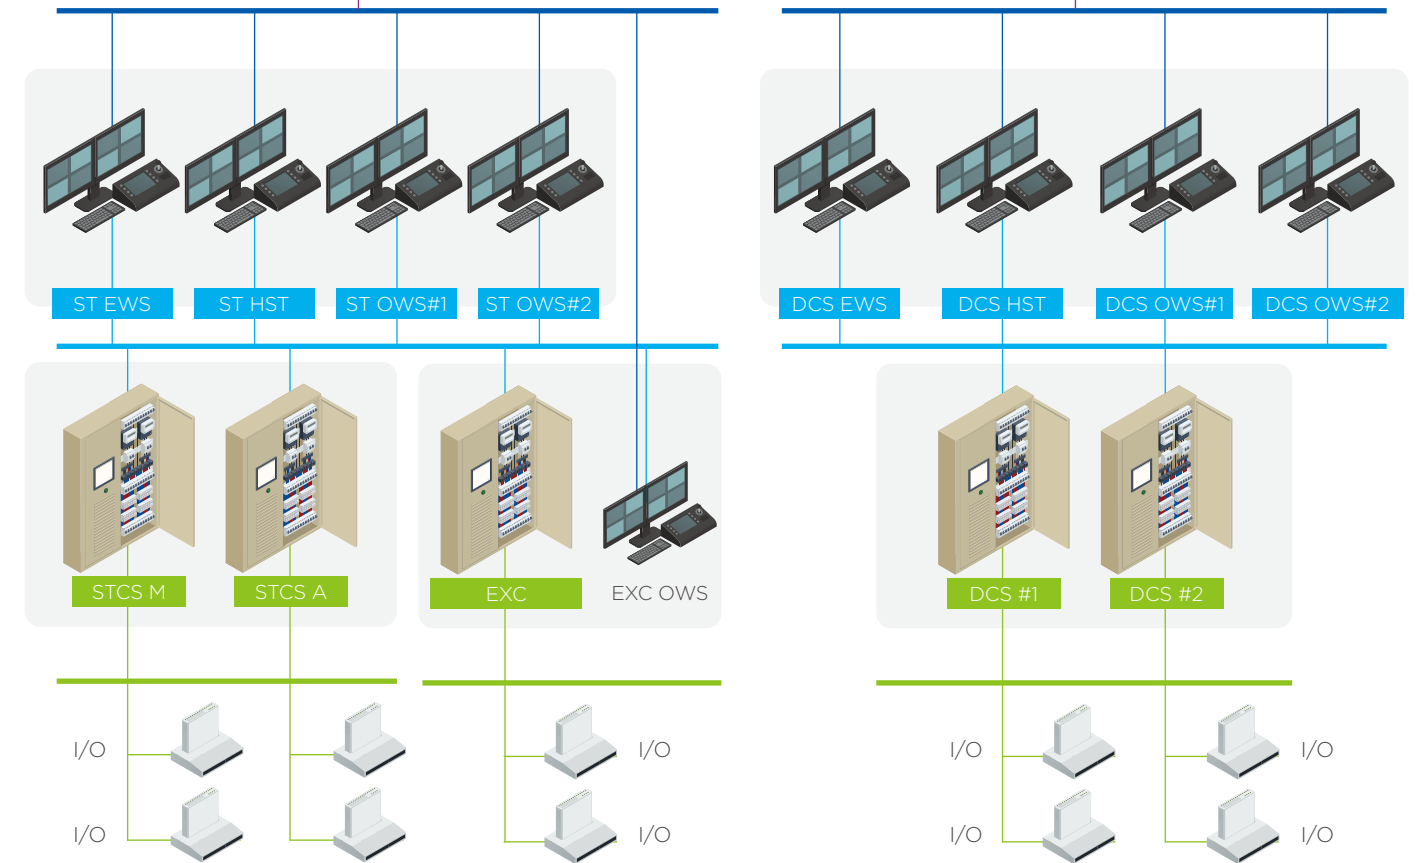 ST EWS
ST HST
ST OWS#1
ST OWS#2
DCS EWS
DCS HST
DCS OWS#1
DCS OWS#2
STCS M
STCS A
EXC
EXC OWS
DCS #1
DCS #2
I/O
I/O
I/O
I/O
I/O
I/O
I/O
I/O